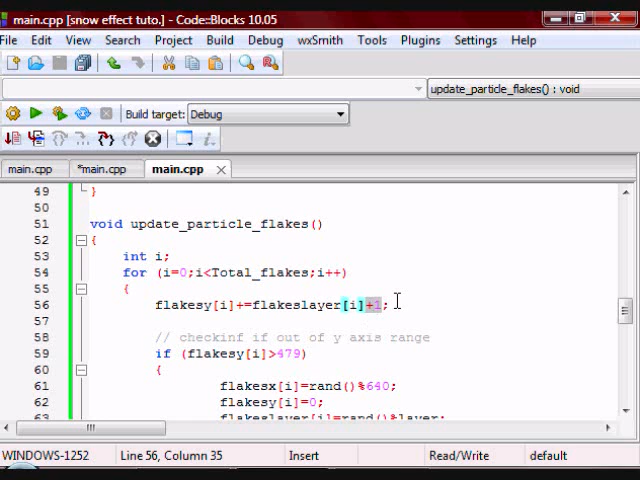 main.cpp [snow effect tuto.] - Code::Blocks 10.05
File Edit View Search Project Build Debug wxSmith Tools Plugins Settings Help
update_particle_flakes() : void
Build target: Debug
main.cpp *main.cpp main.cpp
49 }
50
51 void update_particle_flakes()
52 {
53 int i;
54 for (i=0;i<Total_flakes;i++)
55 {
56 flakesy[i]+=flakeslayer[i]+1;
57
58 // checkinf if out of y axis range
59 if (flakesy[i]>479)
60 {
61 flakesx[i]=rand()%640;
62 flakesy[i]=0;
63 flakeslayer[i]=rand()%layer;
WINDOWS-1252 Line 56, Column 35 Insert Read/Write default